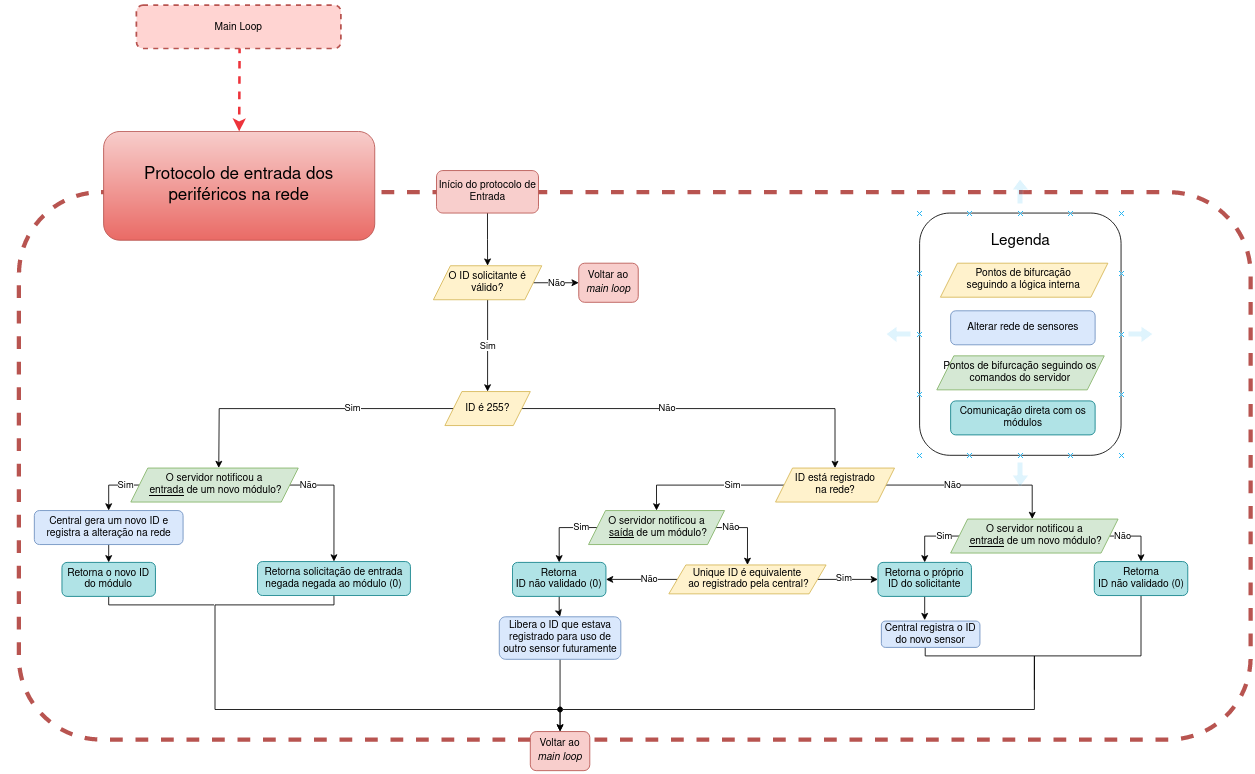 Main Loop
Protocolo de entrada dos
periféricos na rede
Início do protocolo de
Entrada
O ID solicitante é
válido?
Não
Voltar ao
main loop
Sim
ID é 255?
Sim
Não
Legenda
Pontos de bifurcação
seguindo a lógica interna
Alterar rede de sensores
Pontos de bifurcação seguindo os
comandos do servidor
Comunicação direta com os
módulos
O servidor notificou a
entrada de um novo módulo?
Sim
Não
Central gera um novo ID e
registra a alteração na rede
Retorna o novo ID
do módulo
Retorna solicitação de entrada
negada negada ao módulo (0)
ID está registrado
na rede?
Sim
Não
O servidor notificou a
saída de um módulo?
Sim
Não
Retorna
ID não validado (0)
Unique ID é equivalente
ao registrado pela central?
Não
Sim
Libera o ID que estava
registrado para uso de
outro sensor futuramente
O servidor notificou a
entrada de um novo módulo?
Sim
Não
Retorna o próprio
ID do solicitante
Retorna
ID não validado (0)
Central registra o ID
do novo sensor
Voltar ao
main loop